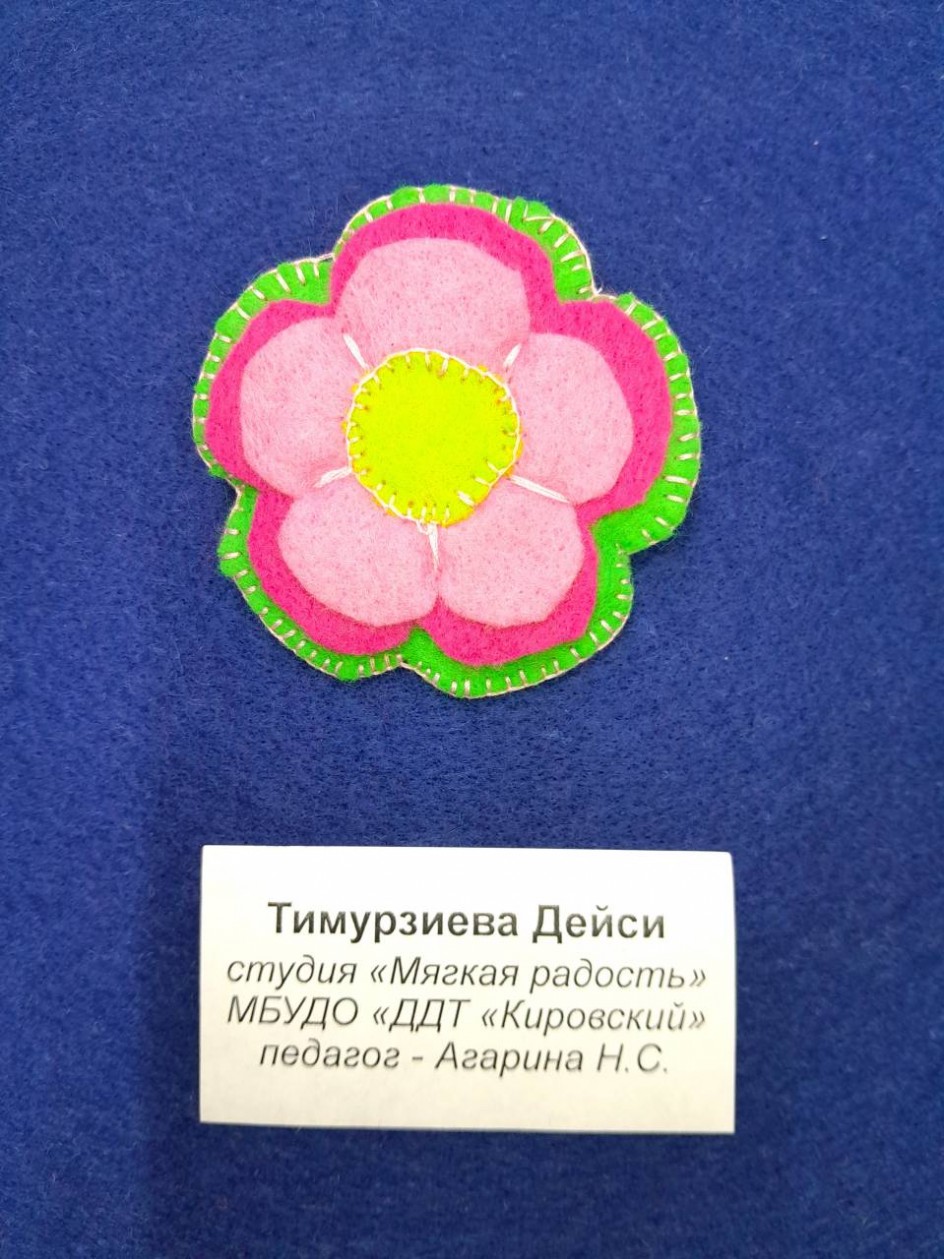 Тимурзиева Дейси
студия «Мягкая радость»
МБУДО «ДДТ «Кировский»
педагог - Агарина Н.С.